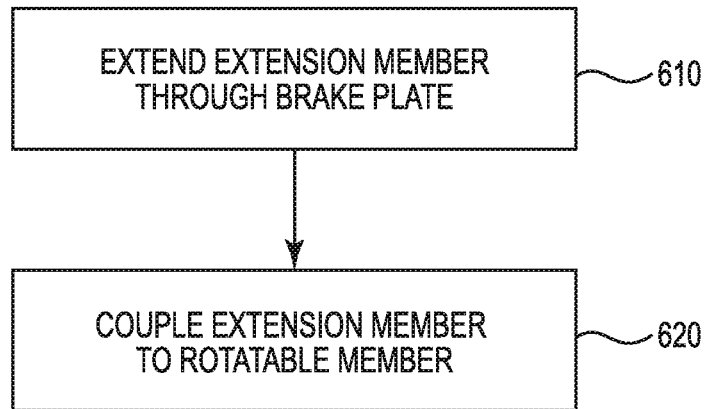 EXTEND EXTENSION MEMBER
THROUGH BRAKE PLATE
610
COUPLE EXTENSION MEMBER
TO ROTATABLE MEMBER
620